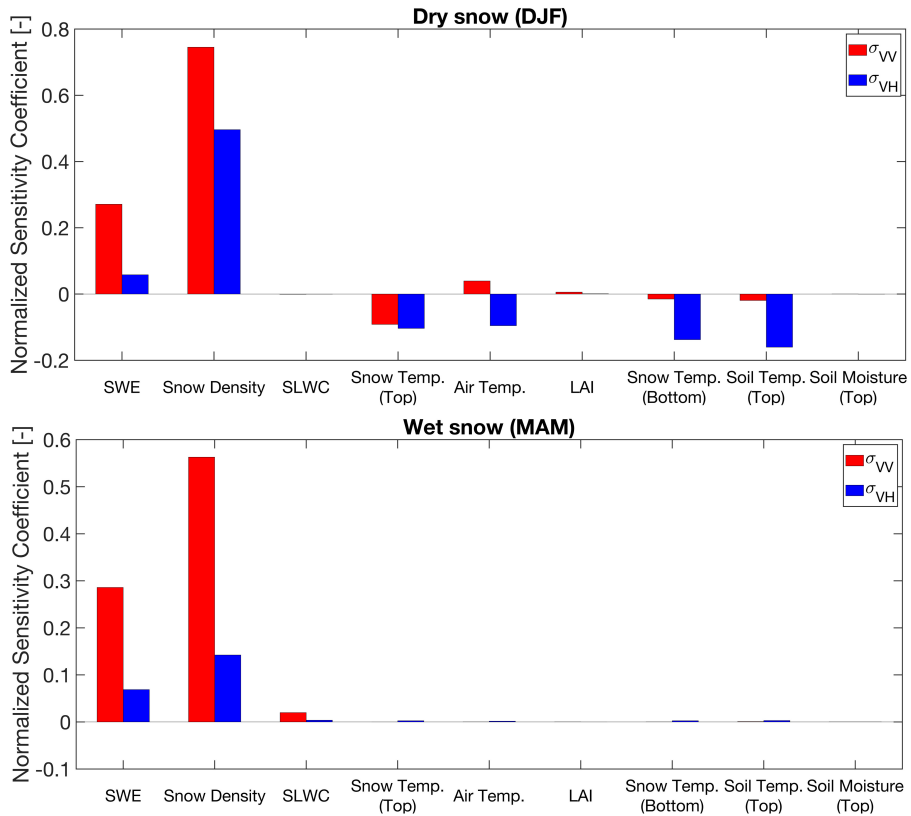 Dry snow (DJF)
Normalized Sensitivity Coefficient [-]
0.8
0.6
0.4
0.2
0
-0.2
σVV
σVH
SWE
Snow Density
SLWC
Snow Temp.
(Top)
Air Temp.
LAI
Snow Temp.
(Bottom)
Soil Temp.
(Top)
Soil Moisture
(Top)
Wet snow (MAM)
Normalized Sensitivity Coefficient [-]
0.6
0.5
0.4
0.3
0.2
0.1
0
-0.1
σVV
σVH
SWE
Snow Density
SLWC
Snow Temp.
(Top)
Air Temp.
LAI
Snow Temp.
(Bottom)
Soil Temp.
(Top)
Soil Moisture
(Top)